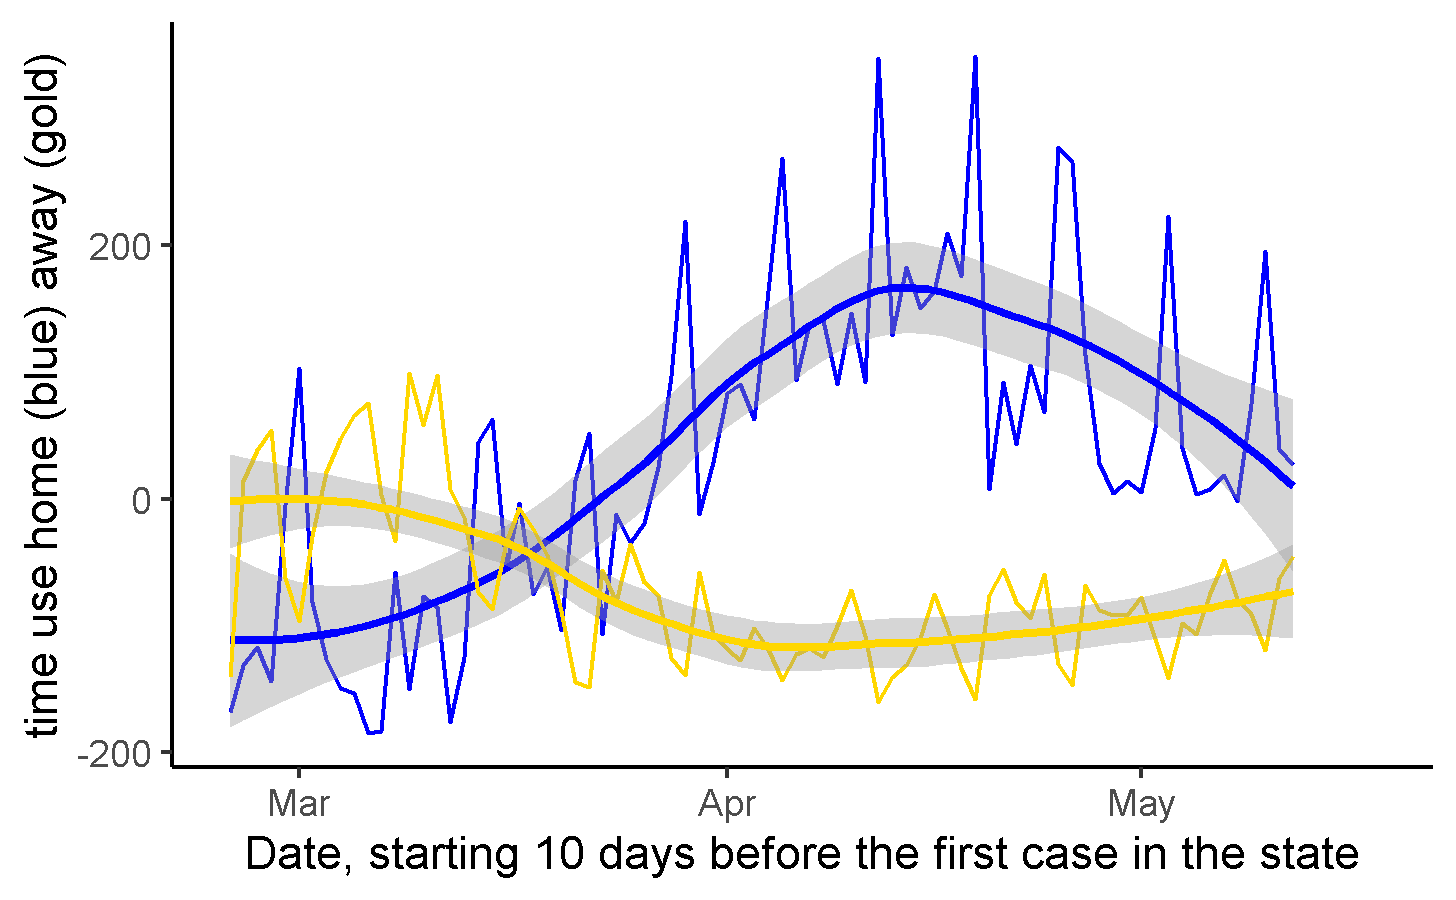 time use home (blue) away (gold)
200
0
-200
Mar Apr May
Date, starting 10 days before the first case in the state